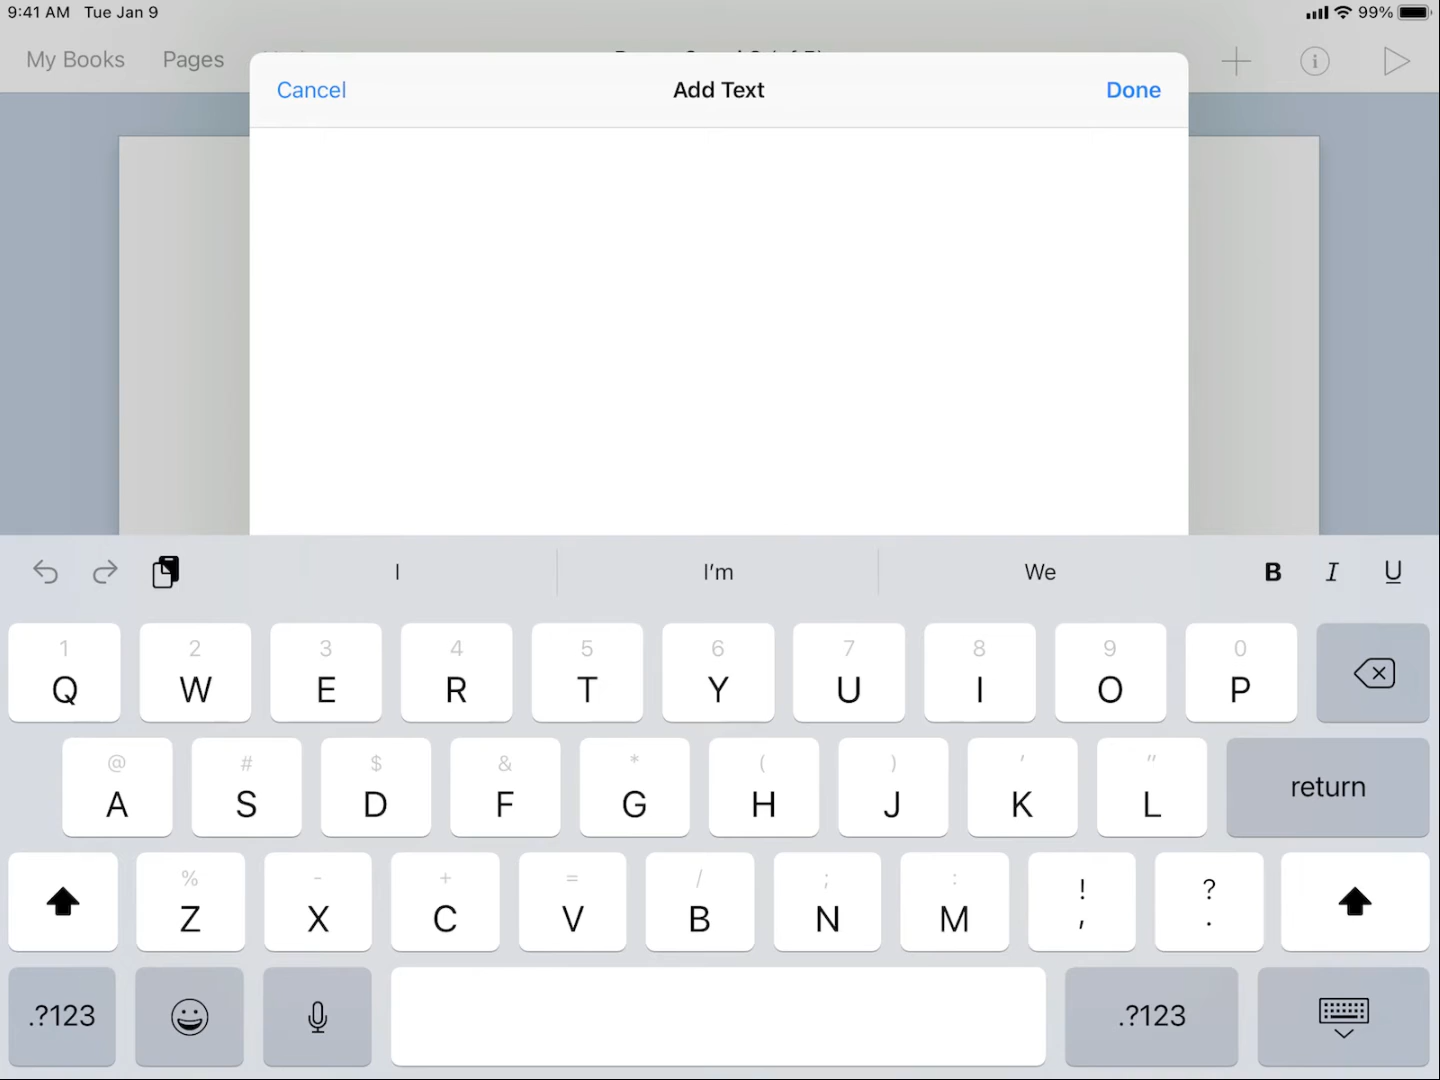 9:41 AM Tue Jan 9
99%
My Books Pages
Cancel Add Text Done
I I'm We B I U
1 2 3 4 5 6 7 8 9 0
Q W E R T Y U I O P
@ # $ & * ( ) ' "
A S D F G H J K L return
% - + = / ; : ! ?
Z X C V B N M , .
.?123 .?123